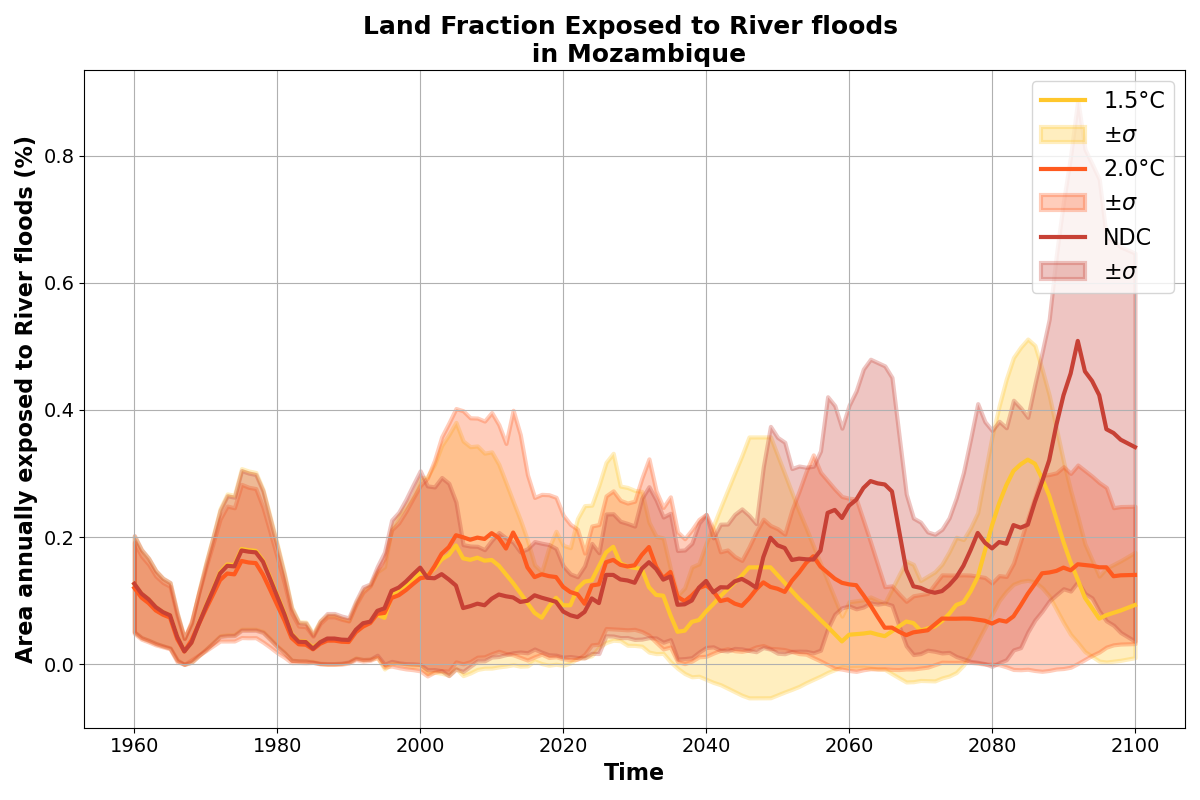 Land Fraction Exposed to River floods
in Mozambique
Area annually exposed to River floods (%)
0.8
0.6
0.4
0.2
0.0
1960 1980 2000 2020 2040 2060 2080 2100
Time
1.5°C
±σ
2.0°C
±σ
NDC
±σ